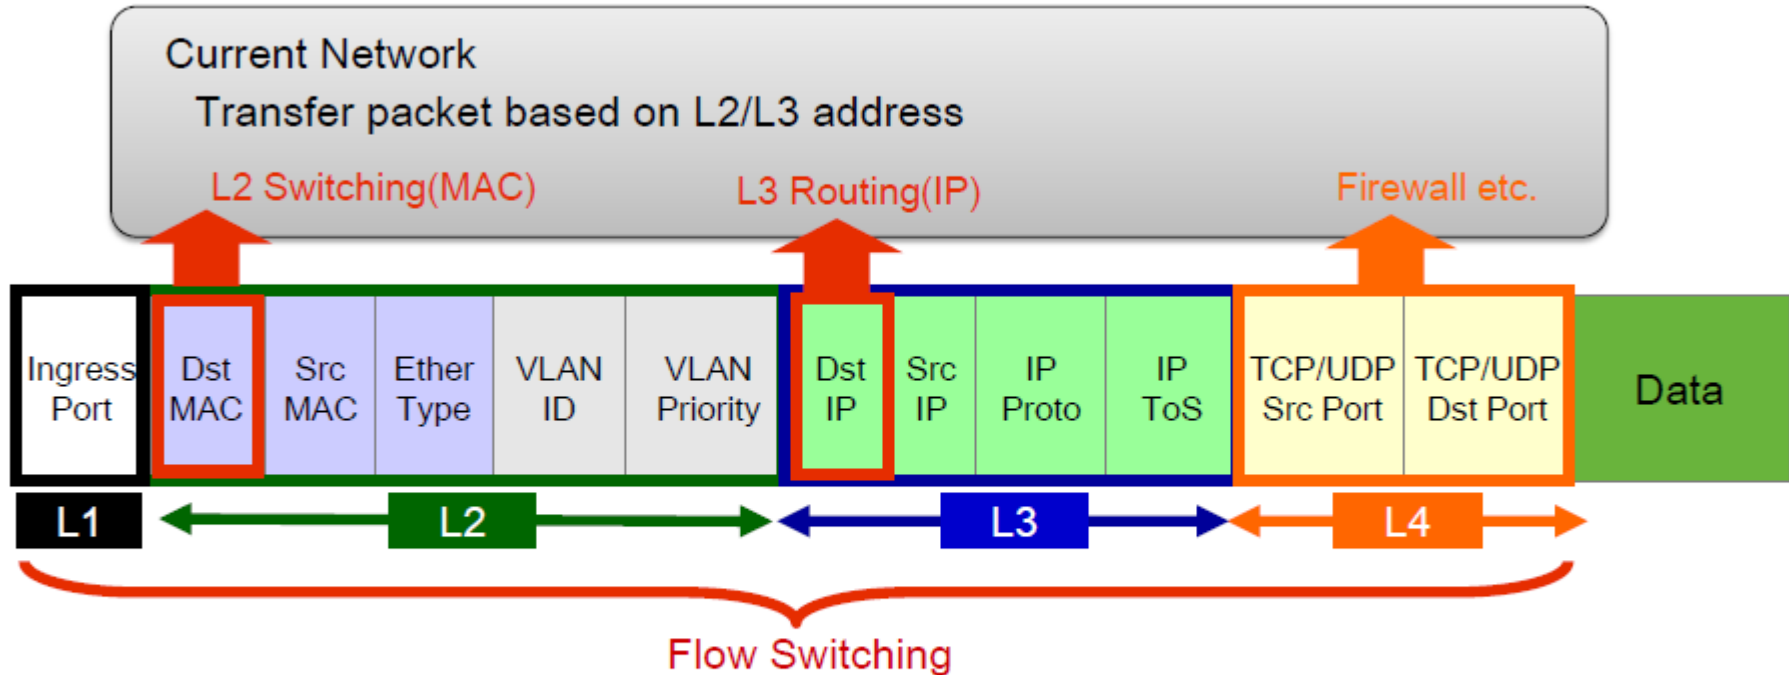 Current Network
Transfer packet based on L2/L3 address
L2 Switching(MAC)
L3 Routing(IP)
Firewall etc.
Ingress
Port
Dst
MAC
Src
MAC
Ether
Type
VLAN
ID
VLAN
Priority
Dst
IP
Src
IP
IP
Proto
IP
ToS
TCP/UDP
Src Port
TCP/UDP
Dst Port
Data
L1
L2
L3
L4
Flow Switching